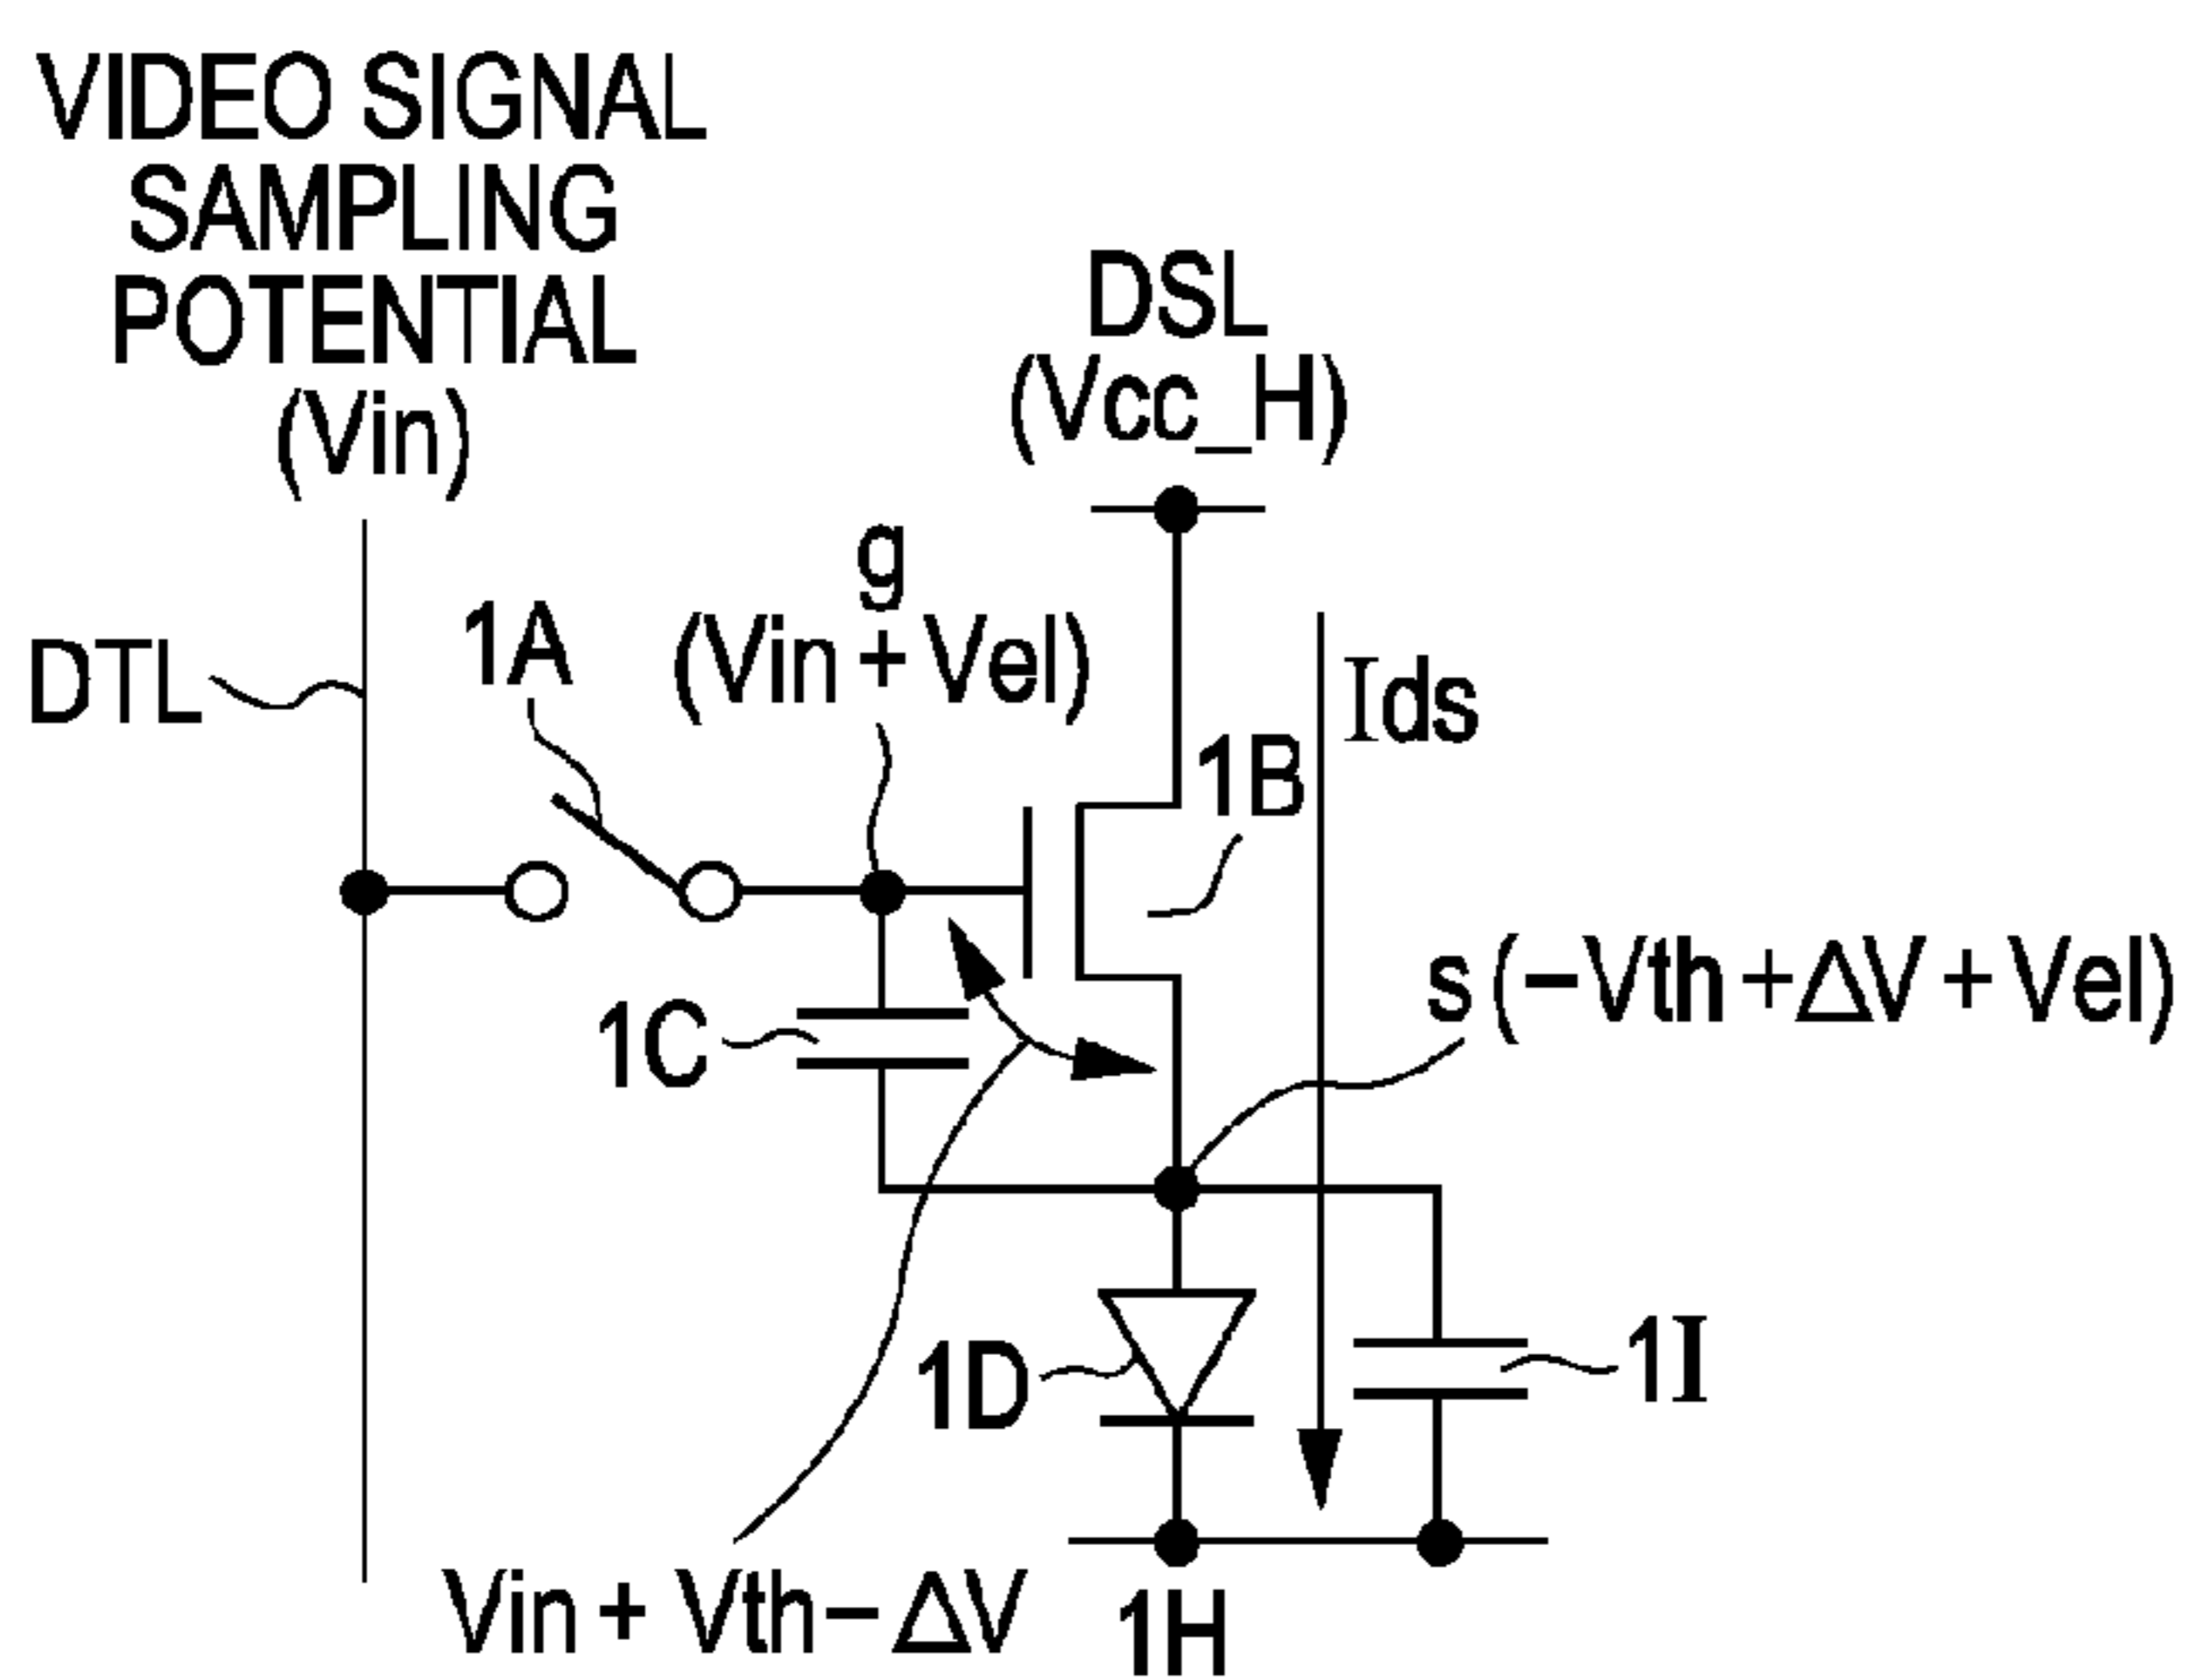 VIDEO SIGNAL
SAMPLING
POTENTIAL
(Vin)
DSL
(Vcc_H)
g
(Vin + Vel)
DTL
1A
Ids
1B
s (−Vth + ΔV + Vel)
1C
1D
1I
Vin + Vth − ΔV
1H